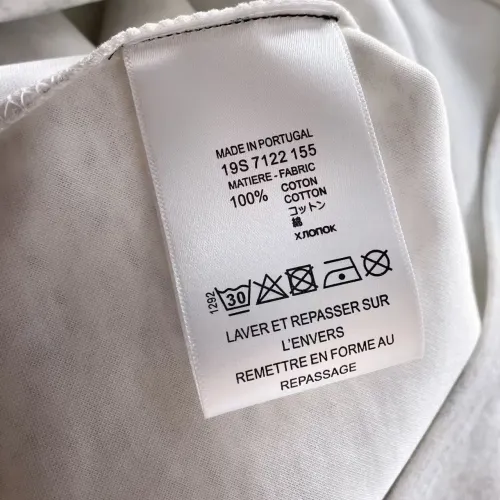 MADE IN PORTUGAL
19S 7122 155
MATIERE - FABRIC
100% COTON
COTTON
コットン
綿
ХЛОПОК
1292
30
LAVER ET REPASSER SUR
L'ENVERS
REMETTRE EN FORME AU
REPASSAGE